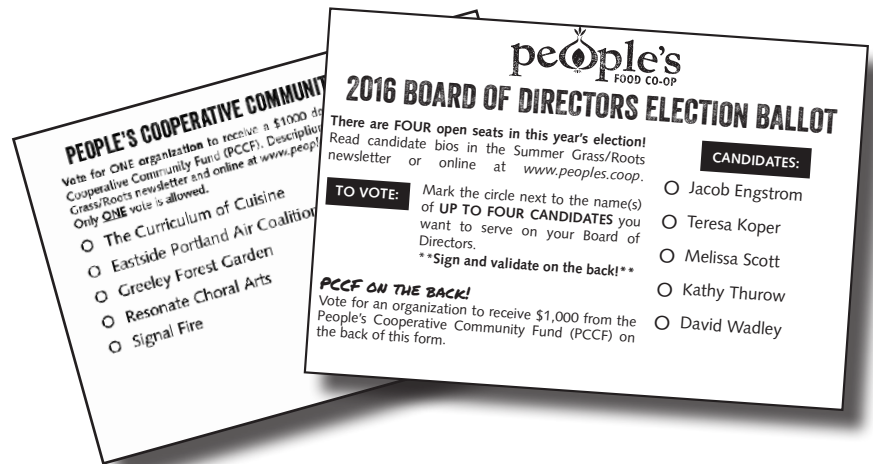 PEOPLE'S COOPERATIVE COMMUNIT
Vote for ONE organization to receive a $1000 do
Cooperative Community Fund (PCCF). Descriptio
Grass/Roots newsletter and online at www.peopl
Only ONE vote is allowed.
O The Curriculum of Cuisine
O Eastside Portland Air Coalition
O Greeley Forest Garden
O Resonate Choral Arts
O Signal Fire
people's
FOOD CO-OP
2016 BOARD OF DIRECTORS ELECTION BALLOT
There are FOUR open seats in this year's election!
Read candidate bios in the Summer Grass/Roots
newsletter or online at www.peoples.coop.
TO VOTE:
Mark the circle next to the name(s)
of UP TO FOUR CANDIDATES you
want to serve on your Board of
Directors.
**Sign and validate on the back!**
PCCF ON THE BACK!
Vote for an organization to receive $1,000 from the
People's Cooperative Community Fund (PCCF) on
the back of this form.
CANDIDATES:
O Jacob Engstrom
O Teresa Koper
O Melissa Scott
O Kathy Thurow
O David Wadley